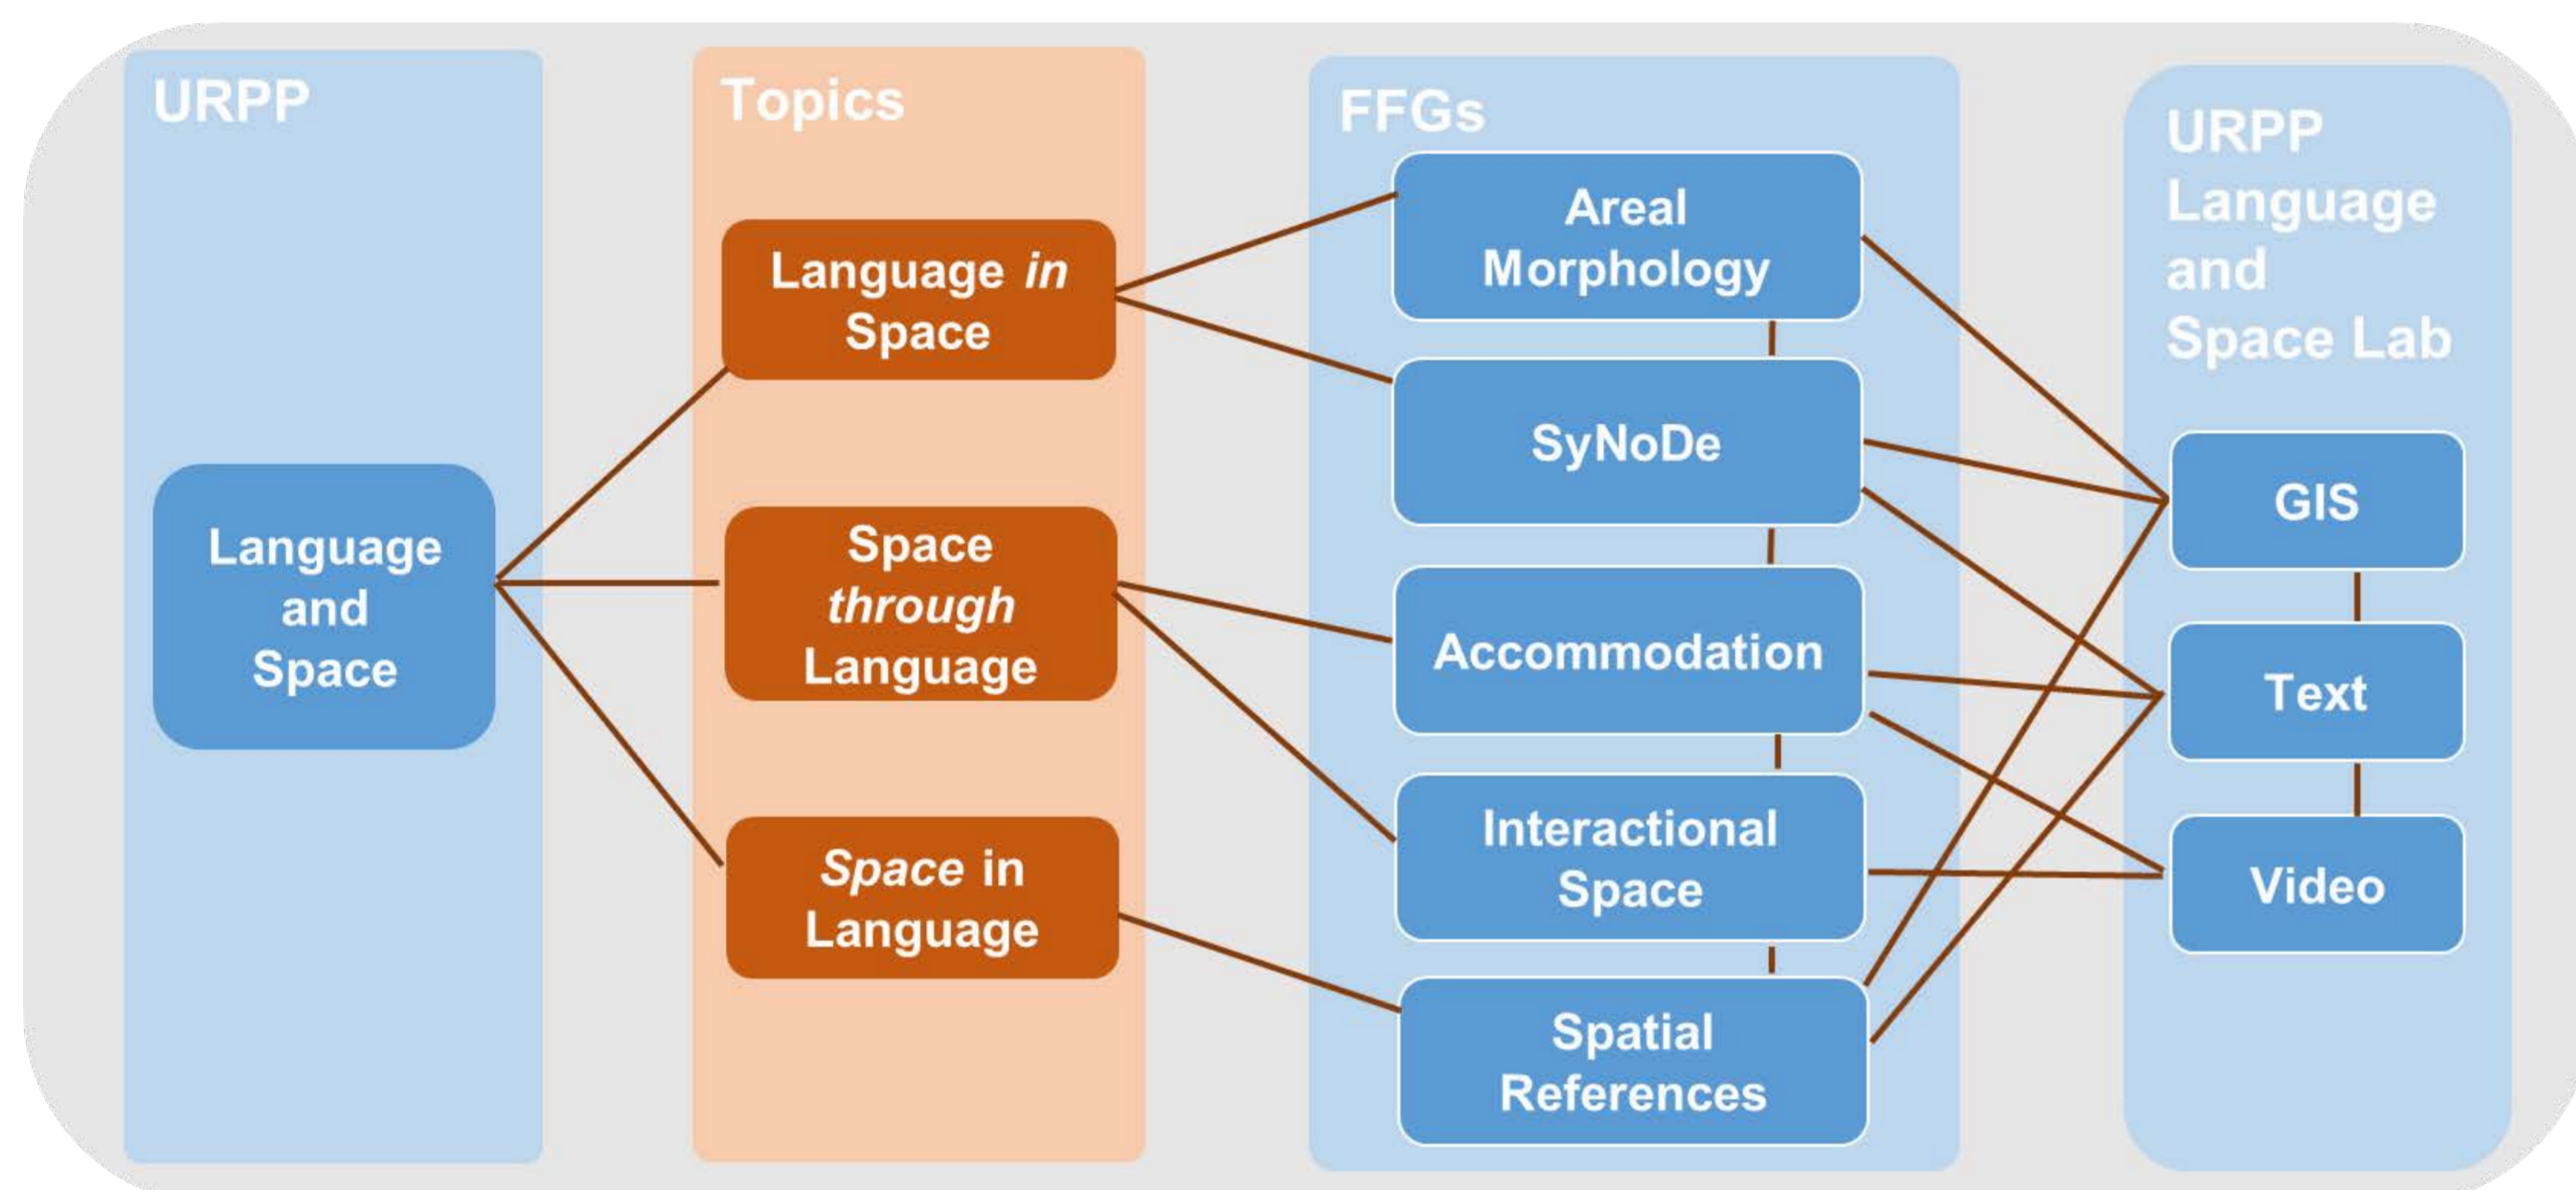 URPP
Language
and
Space
Topics
Language in
Space
Space
through
Language
Space in
Language
FFGs
Areal
Morphology
SyNoDe
Accommodation
Interactional
Space
Spatial
References
URPP
Language
and
Space Lab
GIS
Text
Video